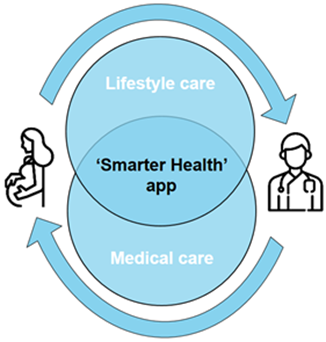 Lifestyle care
‘Smarter Health’
app
Medical care